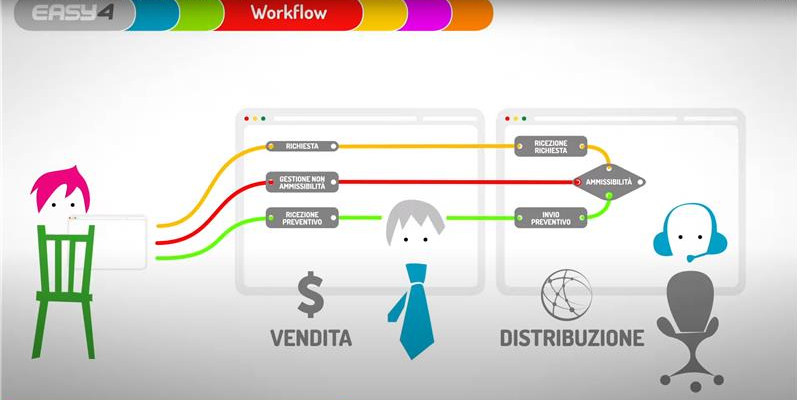 EASY4
Workflow
RICHIESTA
RICEZIONE
RICHIESTA
GESTIONE NON
AMMISSIBILITÀ
AMMISSIBILITÀ
RICEZIONE
PREVENTIVO
INVIO
PREVENTIVO
$
VENDITA
DISTRIBUZIONE